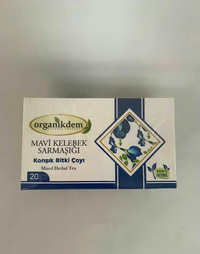 organikdem
MAVİ KELEBEK
SARMAŞIĞI
Karışık Bitki Çayı
Mixed Herbal Tea
20